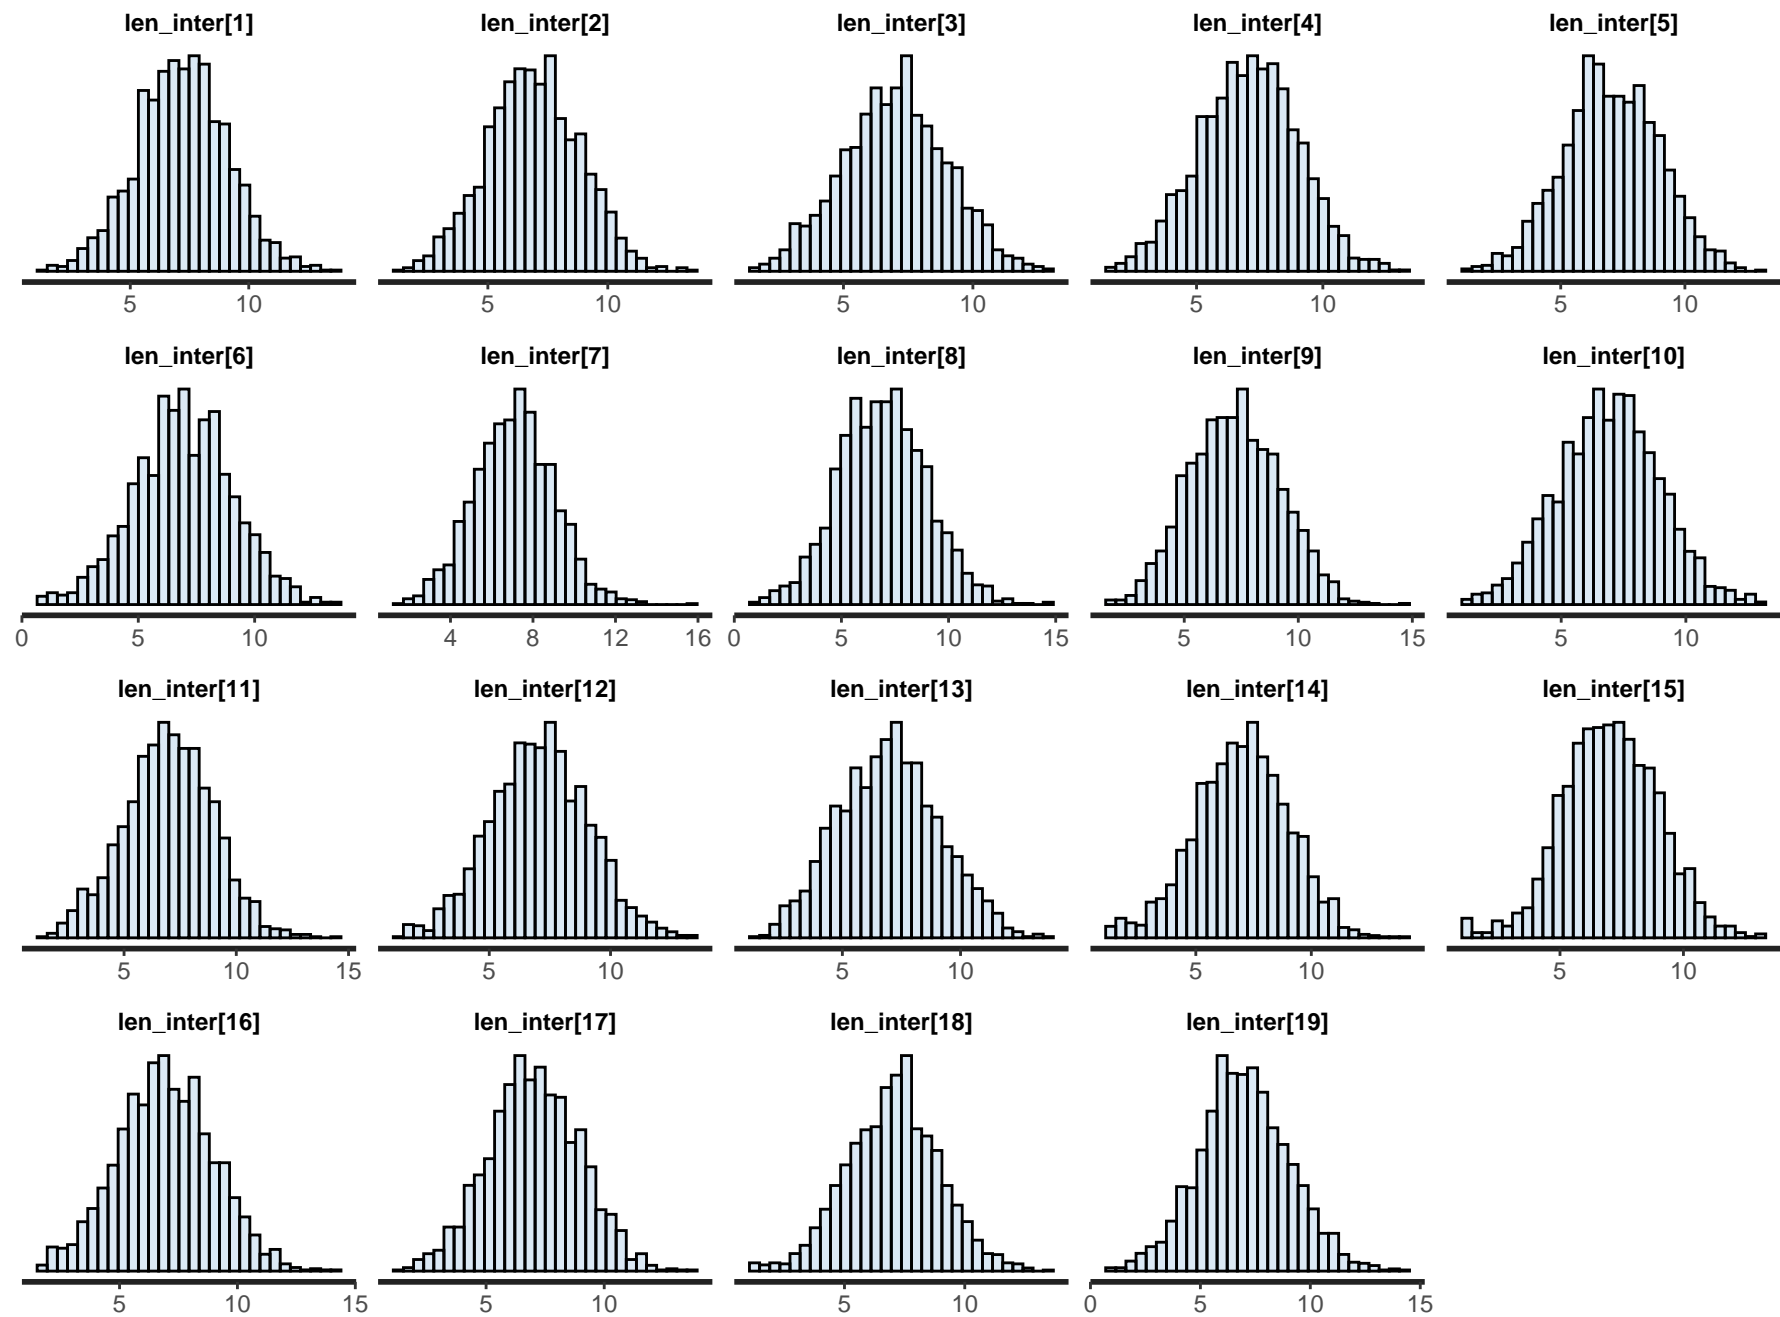 len_inter[1] len_inter[2] len_inter[3] len_inter[4] len_inter[5]
5 10 5 10 5 10 5 10 5 10
len_inter[6] len_inter[7] len_inter[8] len_inter[9] len_inter[10]
0 5 10 4 8 12 16 0 5 10 15 5 10 15 5 10
len_inter[11] len_inter[12] len_inter[13] len_inter[14] len_inter[15]
5 10 15 5 10 5 10 5 10 5 10
len_inter[16] len_inter[17] len_inter[18] len_inter[19]
5 10 15 5 10 5 10 0 5 10 15